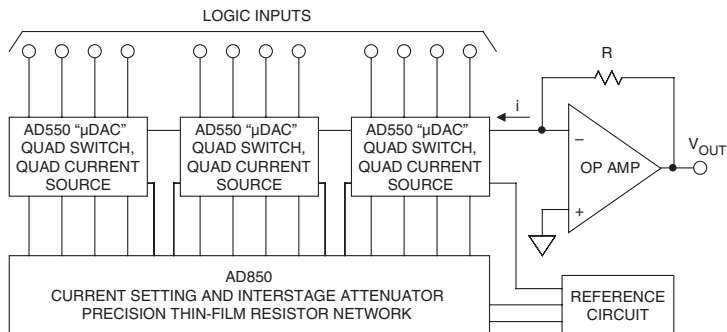 LOGIC INPUTS
R
i
AD550 “µDAC”
QUAD SWITCH,
QUAD CURRENT
SOURCE
AD550 “µDAC”
QUAD SWITCH,
QUAD CURRENT
SOURCE
AD550 “µDAC”
QUAD SWITCH,
QUAD CURRENT
SOURCE
–
OP AMP
+
VOUT
AD850
CURRENT SETTING AND INTERSTAGE ATTENUATOR
PRECISION THIN-FILM RESISTOR NETWORK
REFERENCE
CIRCUIT